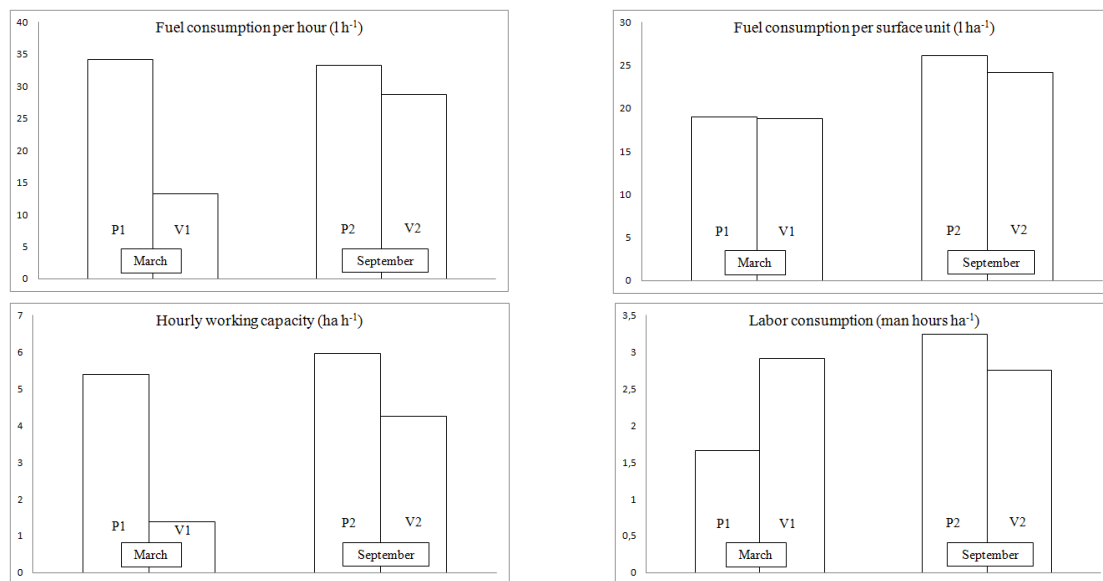 Fuel consumption per hour (l h⁻¹)
40
35
30
25
20
15
10
5
0
P1
V1
P2
V2
March
September
Fuel consumption per surface unit (l ha⁻¹)
30
25
20
15
10
5
0
P1
V1
P2
V2
March
September
Hourly working capacity (ha h⁻¹)
7
6
5
4
3
2
1
0
P1
V1
P2
V2
March
September
Labor consumption (man hours ha⁻¹)
3,5
3
2,5
2
1,5
1
0,5
0
P1
V1
P2
V2
March
September